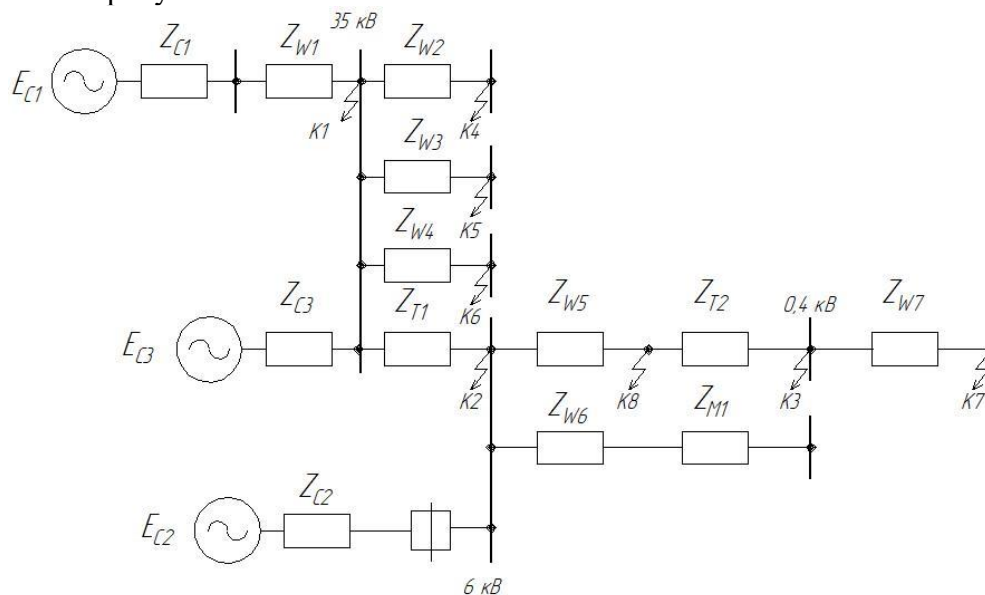 35 кВ
Z_C1
Z_W1
Z_W2
E_C1
K1
K4
Z_W3
K5
Z_W4
K6
Z_C3
Z_T1
Z_W5
Z_T2
0,4 кВ
Z_W7
E_C3
K2
K8
K3
K7
Z_W6
Z_M1
Z_C2
E_C2
6 кВ